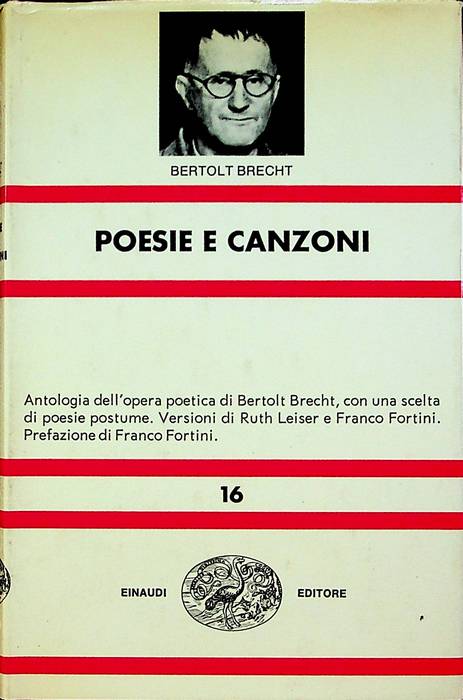 BERTOLT BRECHT
POESIE E CANZONI
Antologia dell'opera poetica di Bertolt Brecht, con una scelta
di poesie postume. Versioni di Ruth Leiser e Franco Fortini.
Prefazione di Franco Fortini.
16
EINAUDI EDITORE